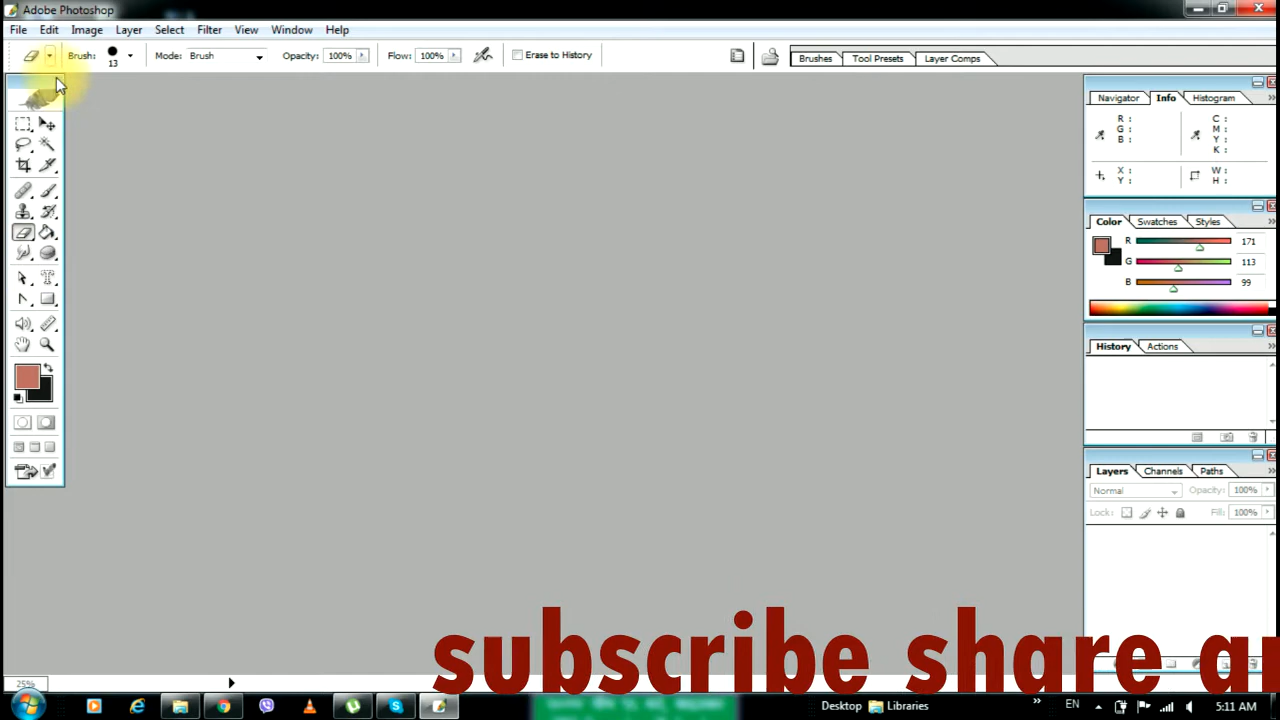 Adobe Photoshop
File Edit Image Layer Select Filter View Window Help
Brush: 13 Mode: Brush Opacity: 100% Flow: 100% Erase to History
Brushes Tool Presets Layer Comps
Navigator Info Histogram
R : C :
G : M :
B : Y :
K :
X : W :
Y : H :
Color Swatches Styles
R 171
G 113
B 99
History Actions
Layers Channels Paths
Normal Opacity: 100%
Lock: Fill: 100%
subscribe share an
25%
Desktop Libraries EN 5:11 AM